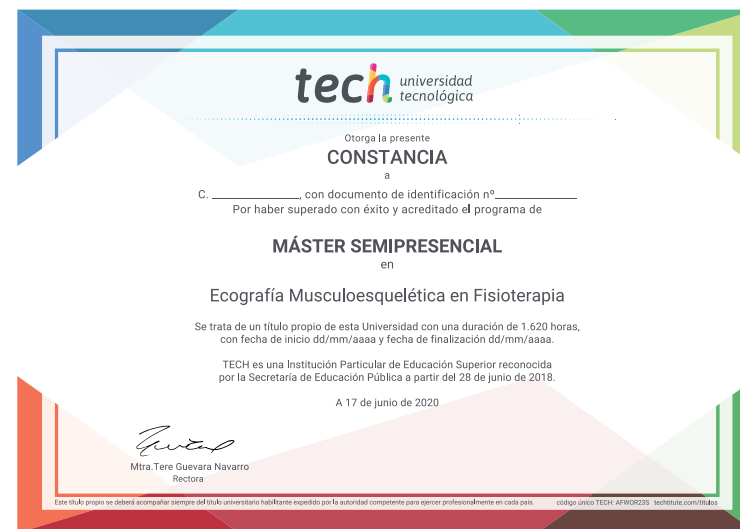 tech universidad
tecnológica
Otorga la presente
CONSTANCIA
a
C. ____________, con documento de identificación nº____________
Por haber superado con éxito y acreditado el programa de
MÁSTER SEMIPRESENCIAL
en
Ecografía Musculoesquelética en Fisioterapia
Se trata de un título propio de esta Universidad con una duración de 1.620 horas,
con fecha de inicio dd/mm/aaaa y fecha de finalización dd/mm/aaaa.
TECH es una Institución Particular de Educación Superior reconocida
por la Secretaría de Educación Pública a partir del 28 de junio de 2018.
A 17 de junio de 2020
Mtra.Tere Guevara Navarro
Rectora
Este título propio se deberá acompañar siempre del título universitario habilitante expedido por la autoridad competente para ejercer profesionalmente en cada país. código único TECH: AFWOR23S techtitute.com/títulos